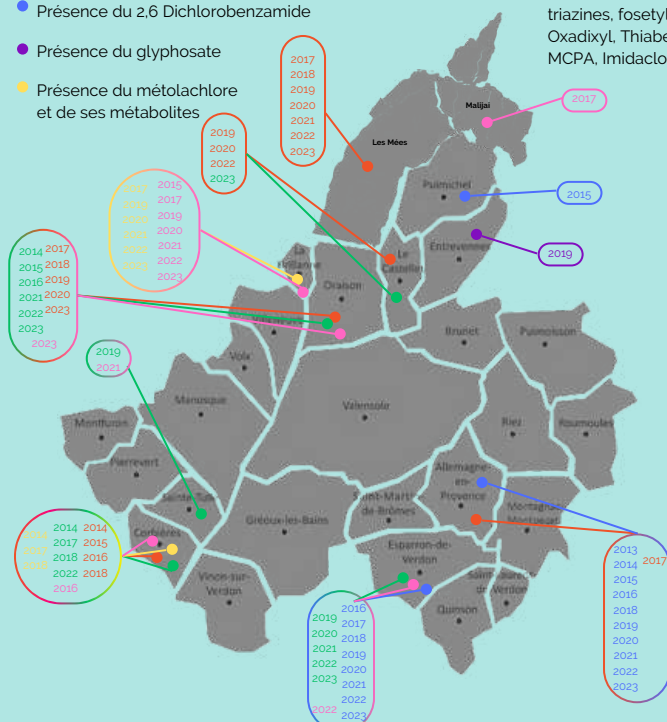 Présence du 2,6 Dichlorobenzamide
Présence du glyphosate
Présence du métolachlore
et de ses métabolites
triazines, fosetyl
Oxadixyl, Thiabe
MCPA, Imidaclo
2017
2018
2019
2020
2021
2022
2023
2019
2020
2022
2023
Malijai
2017
Les Mées
Puimichel
2015
2015
2017
2019
2020
2021
2022
2023
Entrevennes
2019
La
Brillanne
Le
Castellet
Oraison
2014 2017
2015 2018
2016 2019
2021 2020
2022 2023
2023
2023
Villeneuve
Brunet
Puimoisson
Volx
2019
2021
Manosque
Valensole
Montfuron
Riez
Roumoules
Pierrevert
Allemagne-
en-
Provence
Sainte-Tulle
Saint-Martin-
de-Brômes
Montagnac-
Montpezat
Gréoux-les-Bains
2014 2014
2017 2015
2018 2016
2022 2018
2016
Corbières
Esparron-de-
Verdon
2013
2017
2014
2015
2016
2018
2019
2020
2021
2022
2023
Vinon-sur-
Verdon
Saint-Laurent-
du-Verdon
Quinson
2016
2019 2017
2020 2018
2021 2019
2022 2020
2023 2021
2022
2022 2023